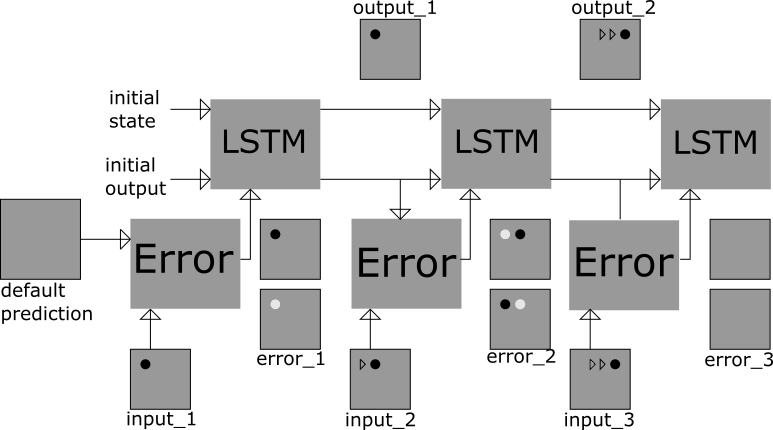 output_1
output_2
initial
state
LSTM
LSTM
LSTM
initial
output
Error
Error
Error
default
prediction
error_1
error_2
error_3
input_1
input_2
input_3